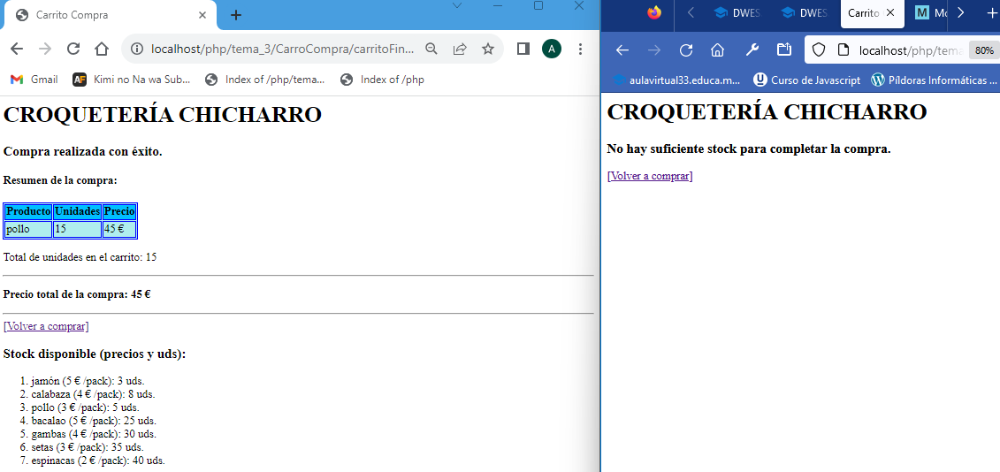 Carrito Compra
localhost/php/tema_3/CarroCompra/carritoFin...
A
Gmail
AF
Kimi no Na wa Sub...
Index of /php/tema...
Index of /php
CROQUETERÍA CHICHARRO
Compra realizada con éxito.
Resumen de la compra:
Producto Unidades Precio
pollo 15 45 €
Total de unidades en el carrito: 15
Precio total de la compra: 45 €
[Volver a comprar]
Stock disponible (precios y uds):
1. jamón (5 € /pack): 3 uds.
2. calabaza (4 € /pack): 8 uds.
3. pollo (3 € /pack): 5 uds.
4. bacalao (5 € /pack): 25 uds.
5. gambas (4 € /pack): 30 uds.
6. setas (3 € /pack): 35 uds.
7. espinacas (2 € /pack): 40 uds.
DWES
DWES
Carrito
M Mo
localhost/php/tema
80%
aulavirtual33.educa.m...
Curso de Javascript
Píldoras Informáticas ...
CROQUETERÍA CHICHARRO
No hay suficiente stock para completar la compra.
[Volver a comprar]